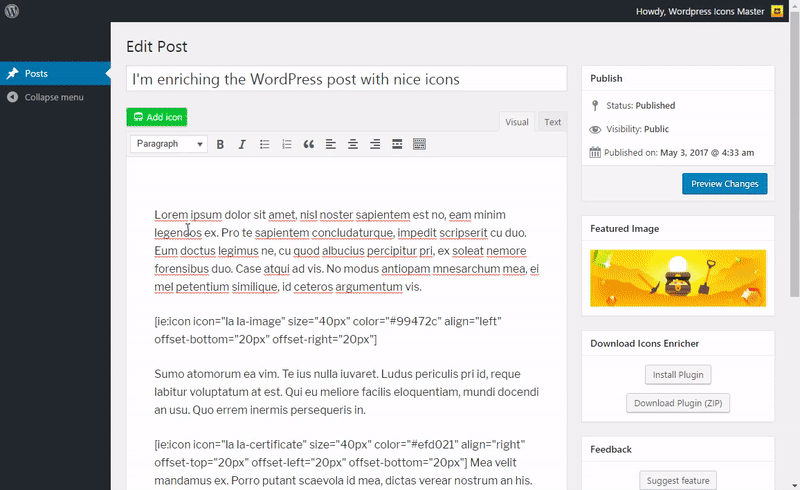 Howdy, Wordpress Icons Master
Posts
Collapse menu
Edit Post
I'm enriching the WordPress post with nice icons
Add icon
Visual
Text
Paragraph
B
I
Lorem ipsum dolor sit amet, nisl noster sapientem est no, eam minim
legendos ex. Pro te sapientem concludaturque, impedit scripserit cu duo.
Eum doctus legimus ne, cu quod albucius percipitur pri, ex soleat nemore
forensibus duo. Case atqui ad vis. No modus antiopam mnesarchum mea, ei
mel petentium similique, id ceteros argumentum vis.
[ie:icon icon="la la-image" size="40px" color="#99472c" align="left"
offset-bottom="20px" offset-right="20px"]
Sumo atomorum ea vim. Te ius nulla iuvaret. Ludus periculis pri id, reque
labitur voluptatum at est. Qui eu meliore facilis eloquentiam, mundi docendi
an usu. Quo errem inermis persequeris in.
[ie:icon icon="la la-certificate" size="40px" color="#efd021" align="right"
offset-top="20px" offset-left="20px" offset-bottom="20px"] Mea velit
mandamus ex. Porro putant scaevola id mea, dictas verear nostrum an his.
Publish
Status: Published
Visibility: Public
Published on: May 3, 2017 @ 4:33 am
Preview Changes
Featured Image
Download Icons Enricher
Install Plugin
Download Plugin (ZIP)
Feedback
Suggest feature